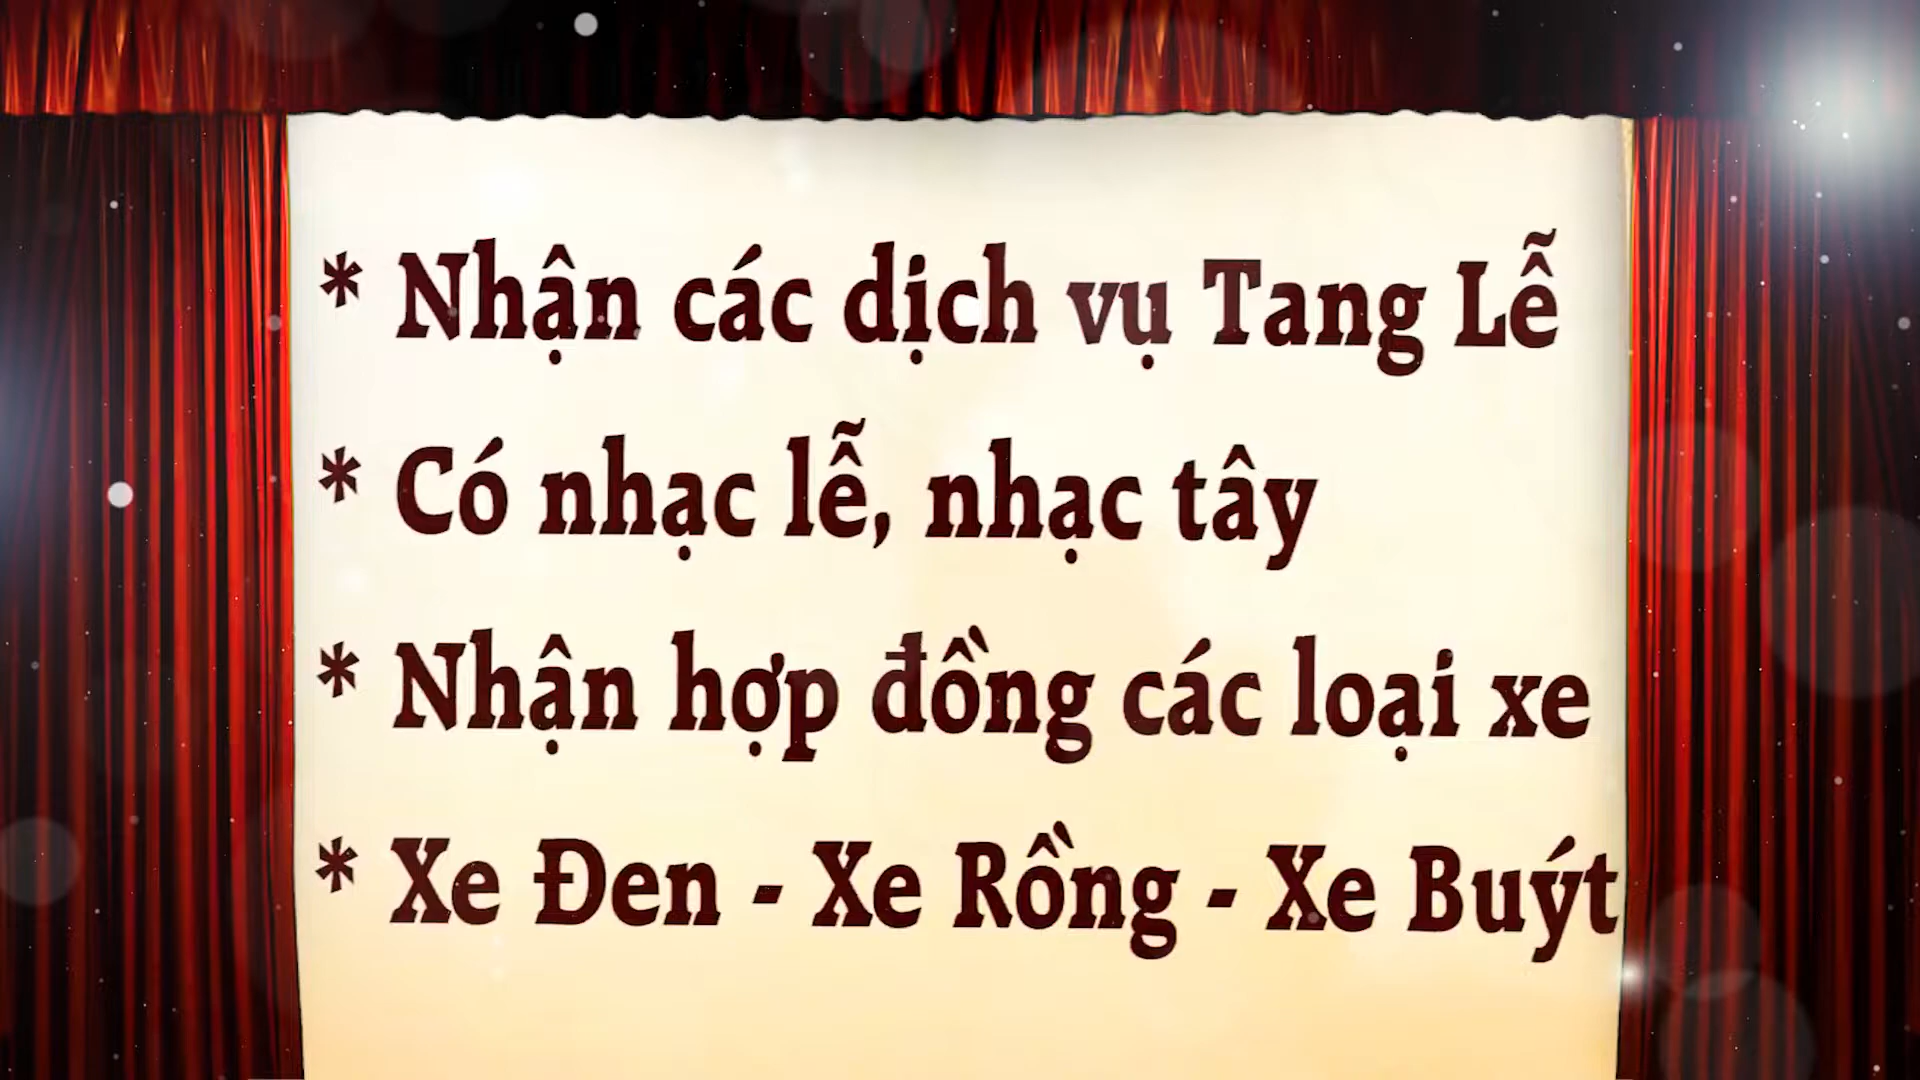 * Nhận các dịch vụ Tang Lễ
* Có nhạc lễ, nhạc tây
* Nhận hợp đồng các loại xe
* Xe Đen - Xe Rồng - Xe Buýt